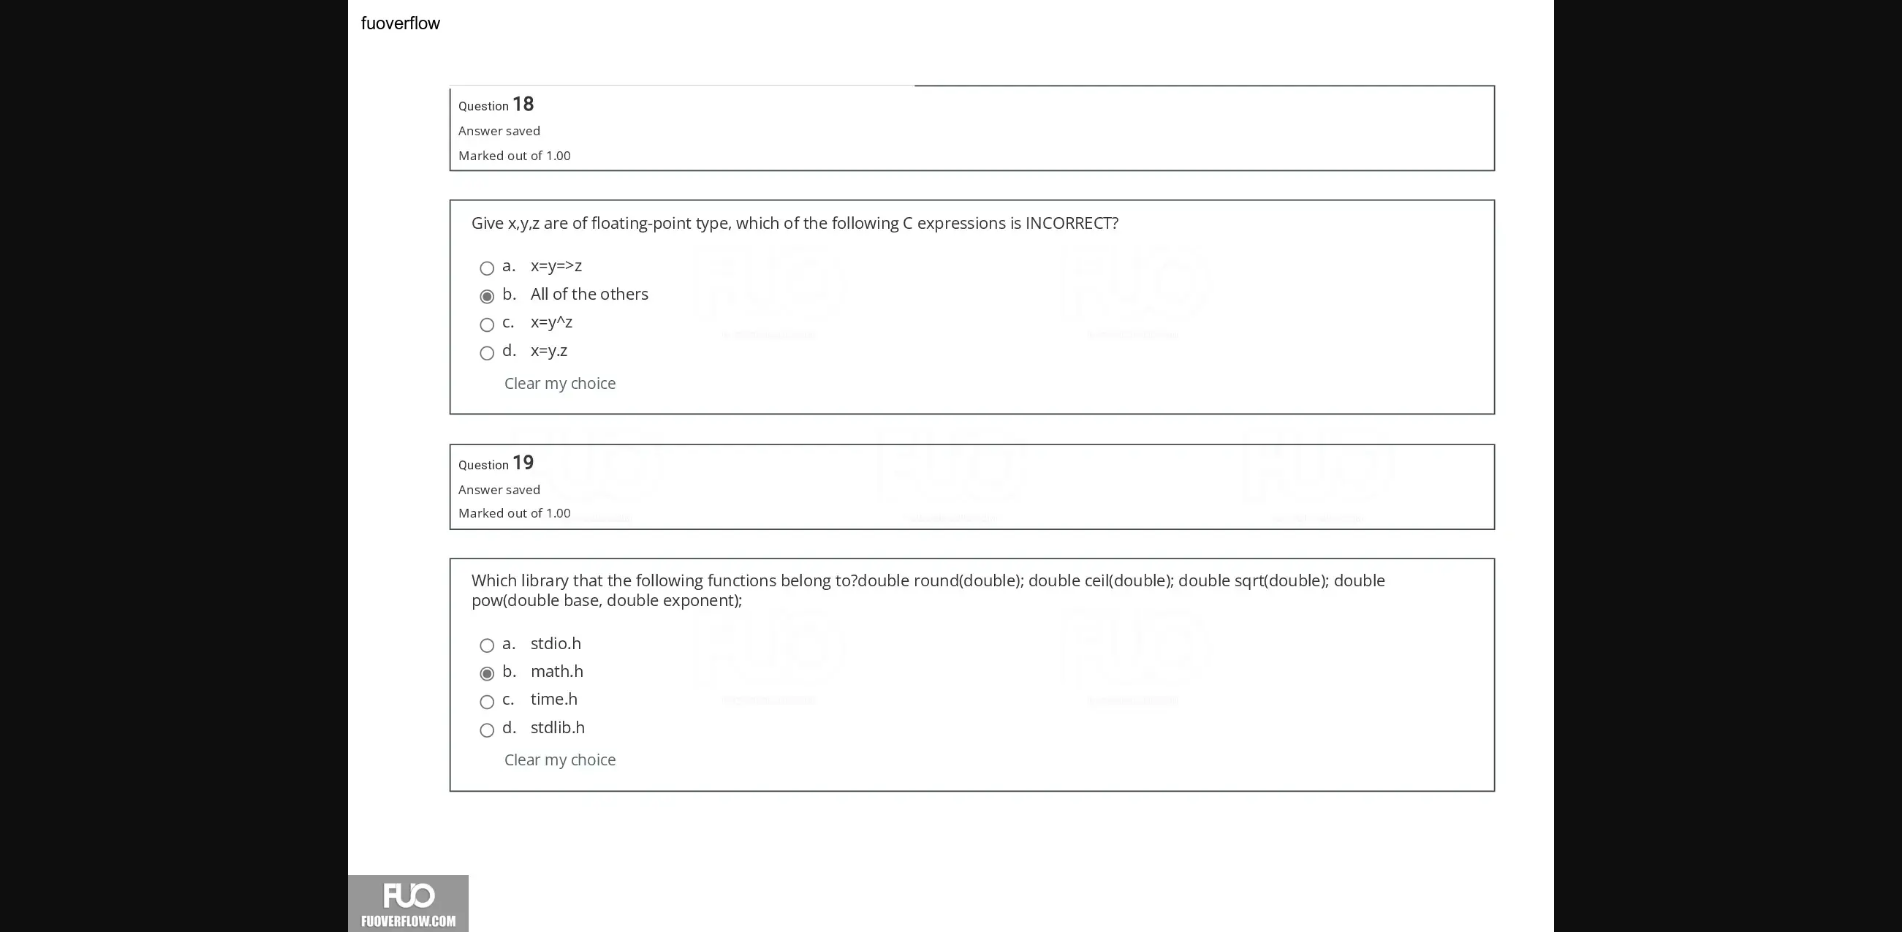 fuoverflow
Question 18
Answer saved
Marked out of 1.00
Give x,y,z are of floating-point type, which of the following C expressions is INCORRECT?
a. x=y=>z
b. All of the others
c. x=y^z
d. x=y.z
Clear my choice
Question 19
Answer saved
Marked out of 1.00
Which library that the following functions belong to?double round(double); double ceil(double); double sqrt(double); double
pow(double base, double exponent);
a. stdio.h
b. math.h
c. time.h
d. stdlib.h
Clear my choice
FUO
FUOVERFLOW.COM